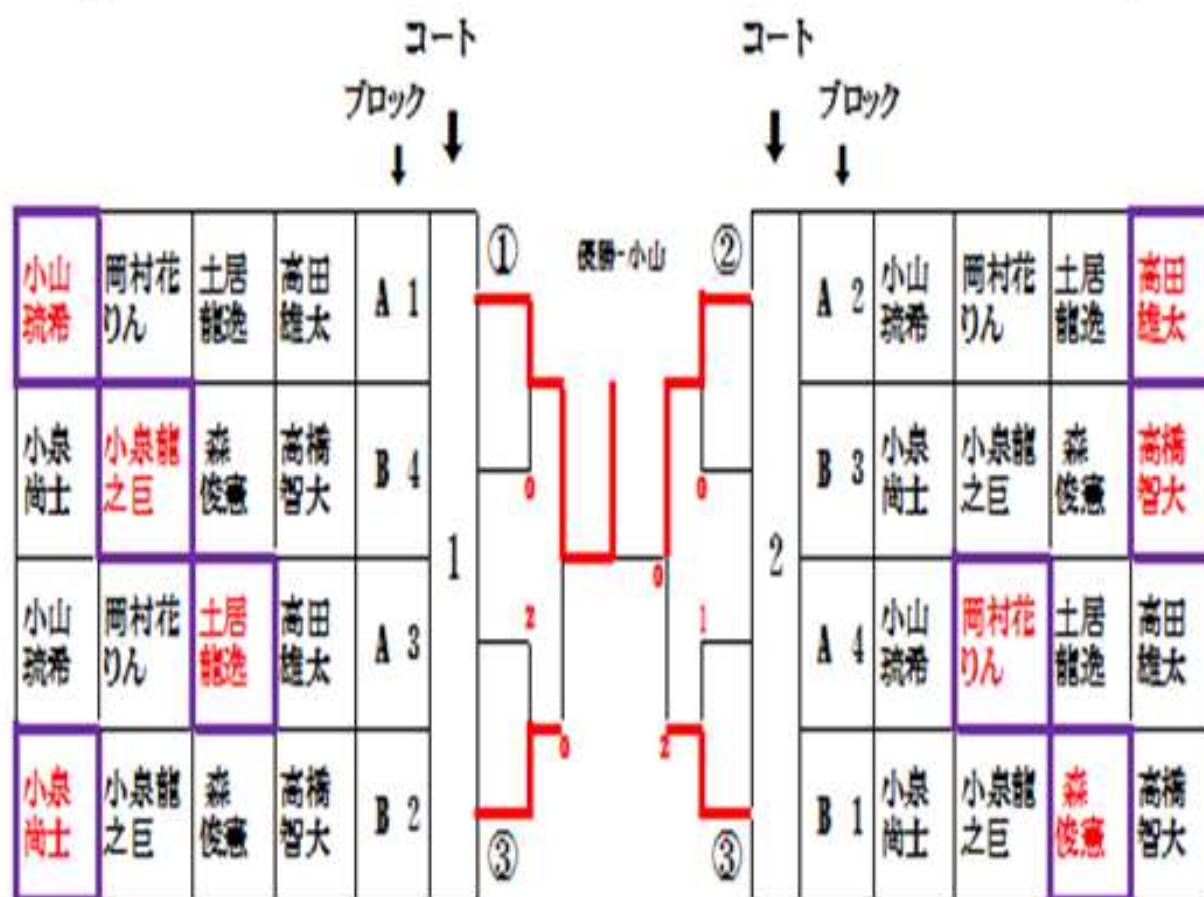 コート コート
ブロック ブロック
① 優勝-小山 ②
小山 岡村花 土居 高田 A 1 A 2 小山 岡村花 土居 高田
琉希 りん 龍逸 雄太 琉希 りん 龍逸 雄太
小泉 小泉龍 森 高橋 B 4 B 3 小泉 小泉龍 森 高橋
尚士 之巨 俊憲 智大 尚士 之巨 俊憲 智大
0 0
1 2
0
小山 岡村花 土居 高田 A 3 2 1 A 4 小山 岡村花 土居 高田
琉希 りん 龍逸 雄太 琉希 りん 龍逸 雄太
0 2
小泉 小泉龍 森 高橋 B 2 B 1 小泉 小泉龍 森 高橋
尚士 之巨 俊憲 智大 尚士 之巨 俊憲 智大
③ ③